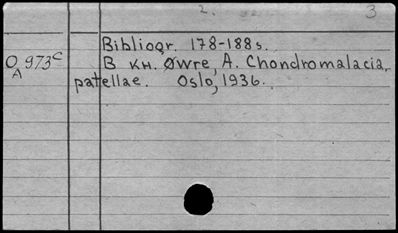 2. 3
Bibliogr. 178-188 s.
O 973c В кн. Øwre, A. Chondromalacia
A patellae. Oslo, 1936.